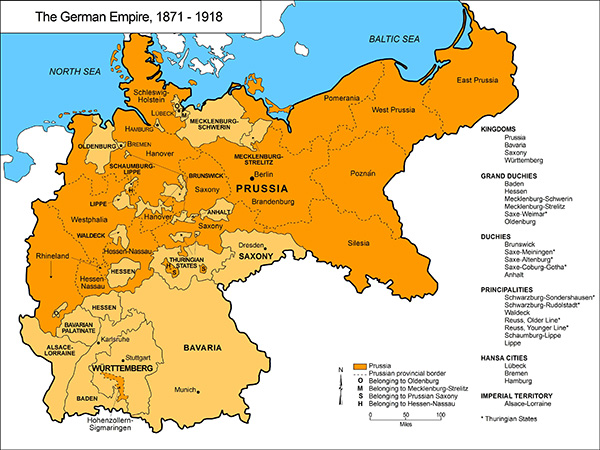 The German Empire, 1871 - 1918
BALTIC SEA
NORTH SEA
Schleswig-
Holstein
East Prussia
Pomerania
West Prussia
LÜBECK
O
M
MECKLENBURG-
SCHWERIN
HAMBURG
OLDENBURG
BREMEN
Hanover
MECKLENBURG-
STRELITZ
SCHAUMBURG-
LIPPE
H
BRUNSWICK
Saxony
Berlin
PRUSSIA
Brandenburg
Poznán
LIPPE
Westphalia
Hanover
ANHALT
Saxony
WALDECK
Silesia
Hessen-Nassau
Dresden
SAXONY
Rhineland
THURINGIAN
STATES
H
S
S
HESSEN
Hessen-
Nassau
O
HESSEN
BAVARIAN
PALATINATE
Karlsruhe
ALSACE-
LORRAINE
BAVARIA
Stuttgart
WÜRTTEMBERG
Munich
BADEN
Hohenzollern-
Sigmaringen
KINGDOMS
Prussia
Bavaria
Saxony
Württemberg
GRAND DUCHIES
Baden
Hessen
Mecklenburg-Schwerin
Mecklenburg-Strelitz
Saxe-Weimar*
Oldenburg
DUCHIES
Brunswick
Saxe-Meiningen*
Saxe-Altenburg*
Saxe-Coburg-Gotha*
Anhalt
PRINCIPALITIES
Schwarzburg-Sondershausen*
Schwarzburg-Rudolstadt*
Waldeck
Reuss, Older Line*
Reuss, Younger Line*
Schaumburg-Lippe
Lippe
HANSA CITIES
Lübeck
Bremen
Hamburg
IMPERIAL TERRITORY
Alsace-Lorraine
* Thuringian States
N
Prussia
Prussian provincial border
O Belonging to Oldenburg
M Belonging to Mecklenburg-Strelitz
S Belonging to Prussian Saxony
H Belonging to Hessen-Nassau
0 50 100
Miles